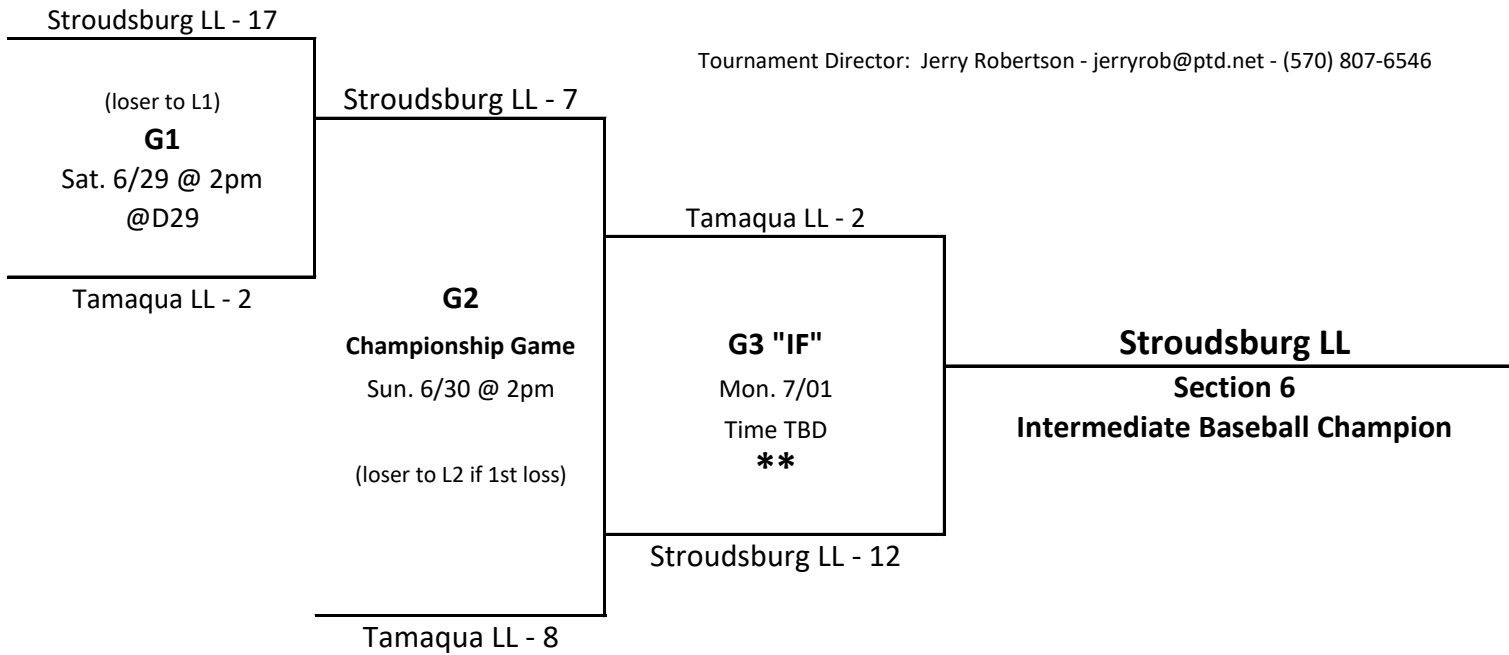 Stroudsburg LL - 17
Tournament Director:  Jerry Robertson - jerryrob@ptd.net - (570) 807-6546
(loser to L1)
G1
Sat. 6/29 @ 2pm
@D29
Tamaqua LL - 2
Stroudsburg LL - 7
G2
Championship Game
Sun. 6/30 @ 2pm
(loser to L2 if 1st loss)
Tamaqua LL - 8
Tamaqua LL - 2
G3 "IF"
Mon. 7/01
Time TBD
**
Stroudsburg LL - 12
Stroudsburg LL
Section 6
Intermediate Baseball Champion